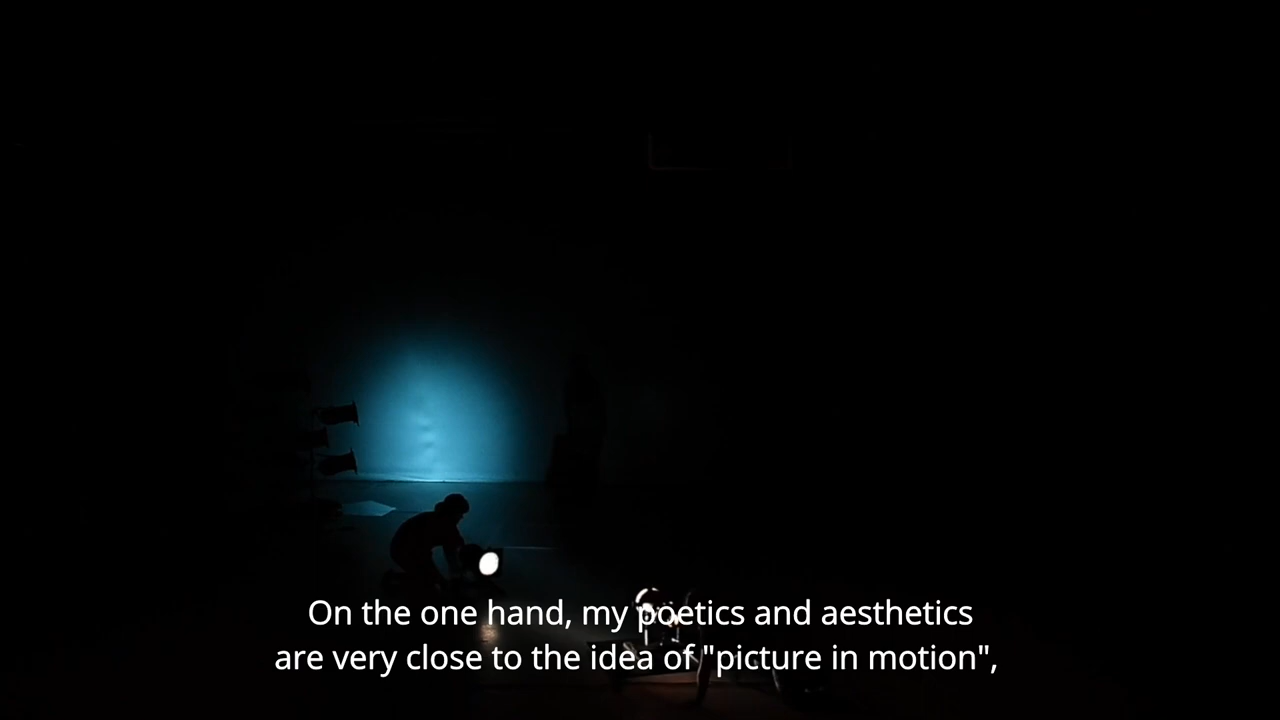 On the one hand, my poetics and aesthetics
are very close to the idea of "picture in motion",